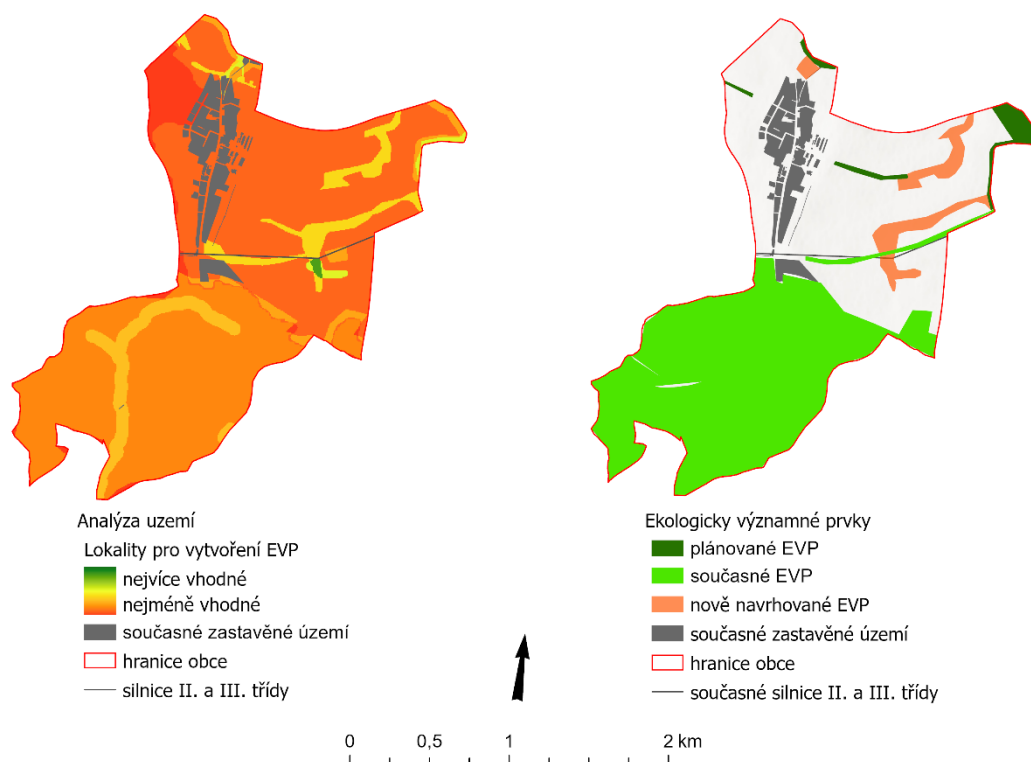 Analýza uzemí
Lokality pro vytvoření EVP
nejvíce vhodné
nejméně vhodné
současné zastavěné území
hranice obce
silnice II. a III. třídy
Ekologicky významné prvky
plánované EVP
současné EVP
nově navrhované EVP
současné zastavěné území
hranice obce
současné silnice II. a III. třídy
0 0,5 1 2 km